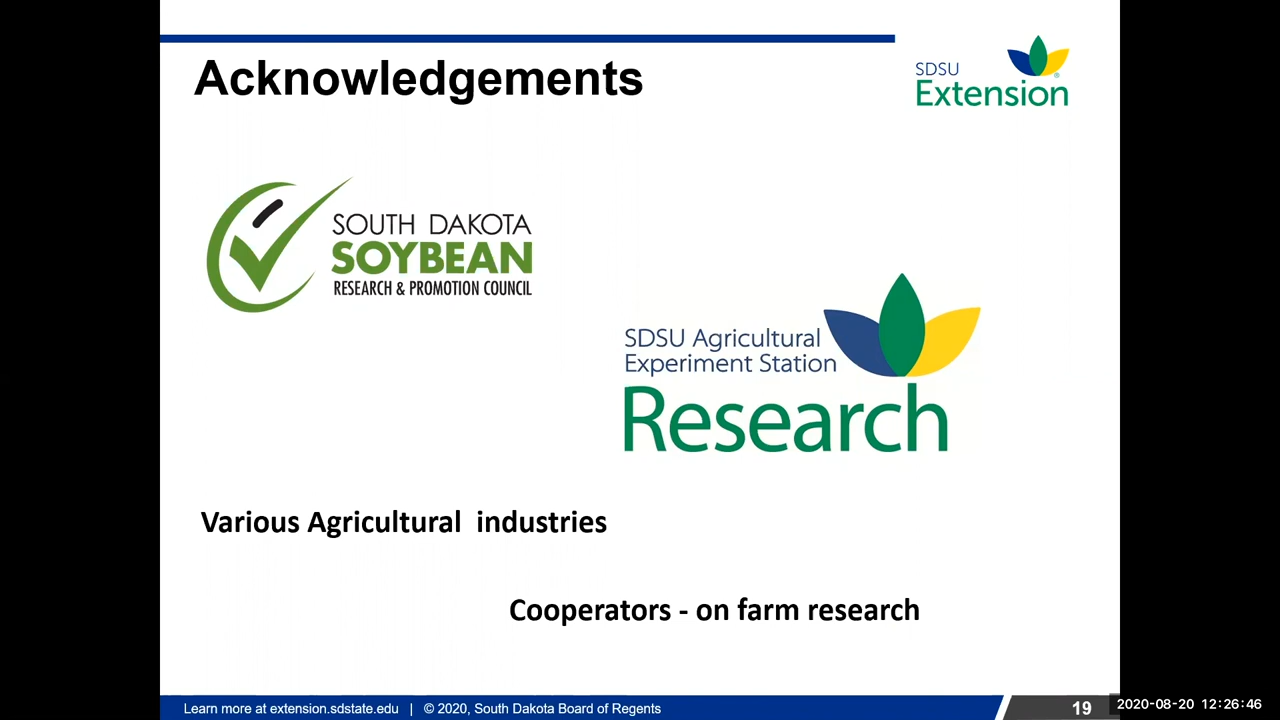 Acknowledgements
SDSU
Extension
SOUTH DAKOTA
SOYBEAN
RESEARCH & PROMOTION COUNCIL
SDSU Agricultural
Experiment Station
Research
Various Agricultural  industries
Cooperators - on farm research
Learn more at extension.sdstate.edu | © 2020, South Dakota Board of Regents
19
2020-08-20 12:26:46